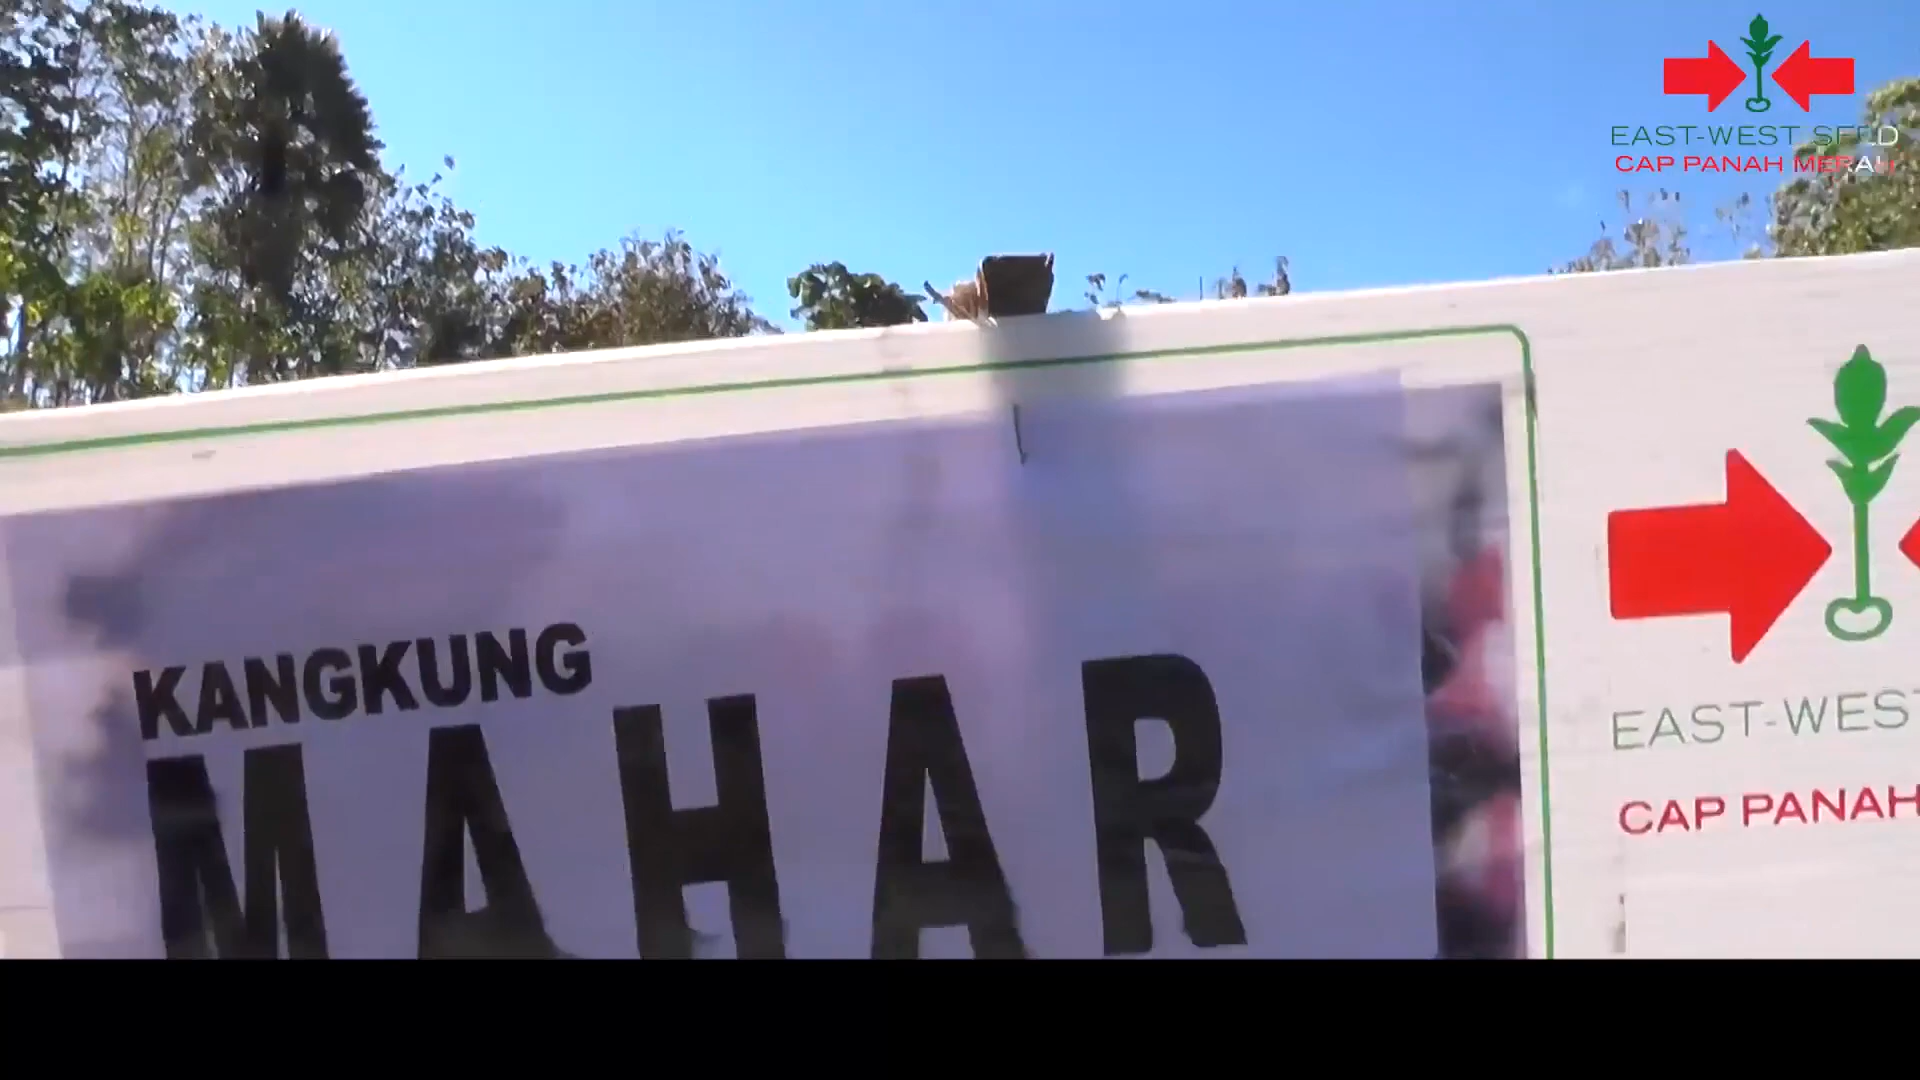 EAST-WEST SEED
CAP PANAH MERAH
KANGKUNG
MAHAR
EAST-WEST
CAP PANAH